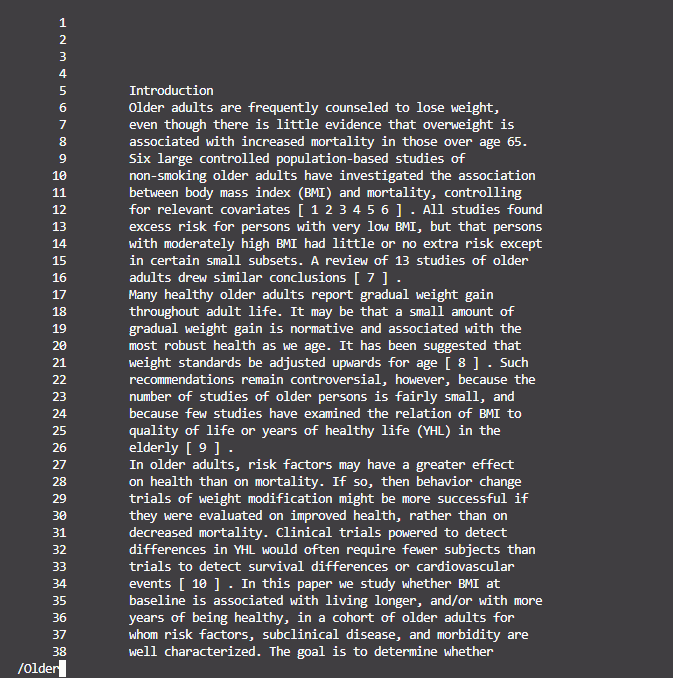 1
2
3
4
5 Introduction
6 Older adults are frequently counseled to lose weight,
7 even though there is little evidence that overweight is
8 associated with increased mortality in those over age 65.
9 Six large controlled population-based studies of
10 non-smoking older adults have investigated the association
11 between body mass index (BMI) and mortality, controlling
12 for relevant covariates [ 1 2 3 4 5 6 ] . All studies found
13 excess risk for persons with very low BMI, but that persons
14 with moderately high BMI had little or no extra risk except
15 in certain small subsets. A review of 13 studies of older
16 adults drew similar conclusions [ 7 ] .
17 Many healthy older adults report gradual weight gain
18 throughout adult life. It may be that a small amount of
19 gradual weight gain is normative and associated with the
20 most robust health as we age. It has been suggested that
21 weight standards be adjusted upwards for age [ 8 ] . Such
22 recommendations remain controversial, however, because the
23 number of studies of older persons is fairly small, and
24 because few studies have examined the relation of BMI to
25 quality of life or years of healthy life (YHL) in the
26 elderly [ 9 ] .
27 In older adults, risk factors may have a greater effect
28 on health than on mortality. If so, then behavior change
29 trials of weight modification might be more successful if
30 they were evaluated on improved health, rather than on
31 decreased mortality. Clinical trials powered to detect
32 differences in YHL would often require fewer subjects than
33 trials to detect survival differences or cardiovascular
34 events [ 10 ] . In this paper we study whether BMI at
35 baseline is associated with living longer, and/or with more
36 years of being healthy, in a cohort of older adults for
37 whom risk factors, subclinical disease, and morbidity are
38 well characterized. The goal is to determine whether
/Older